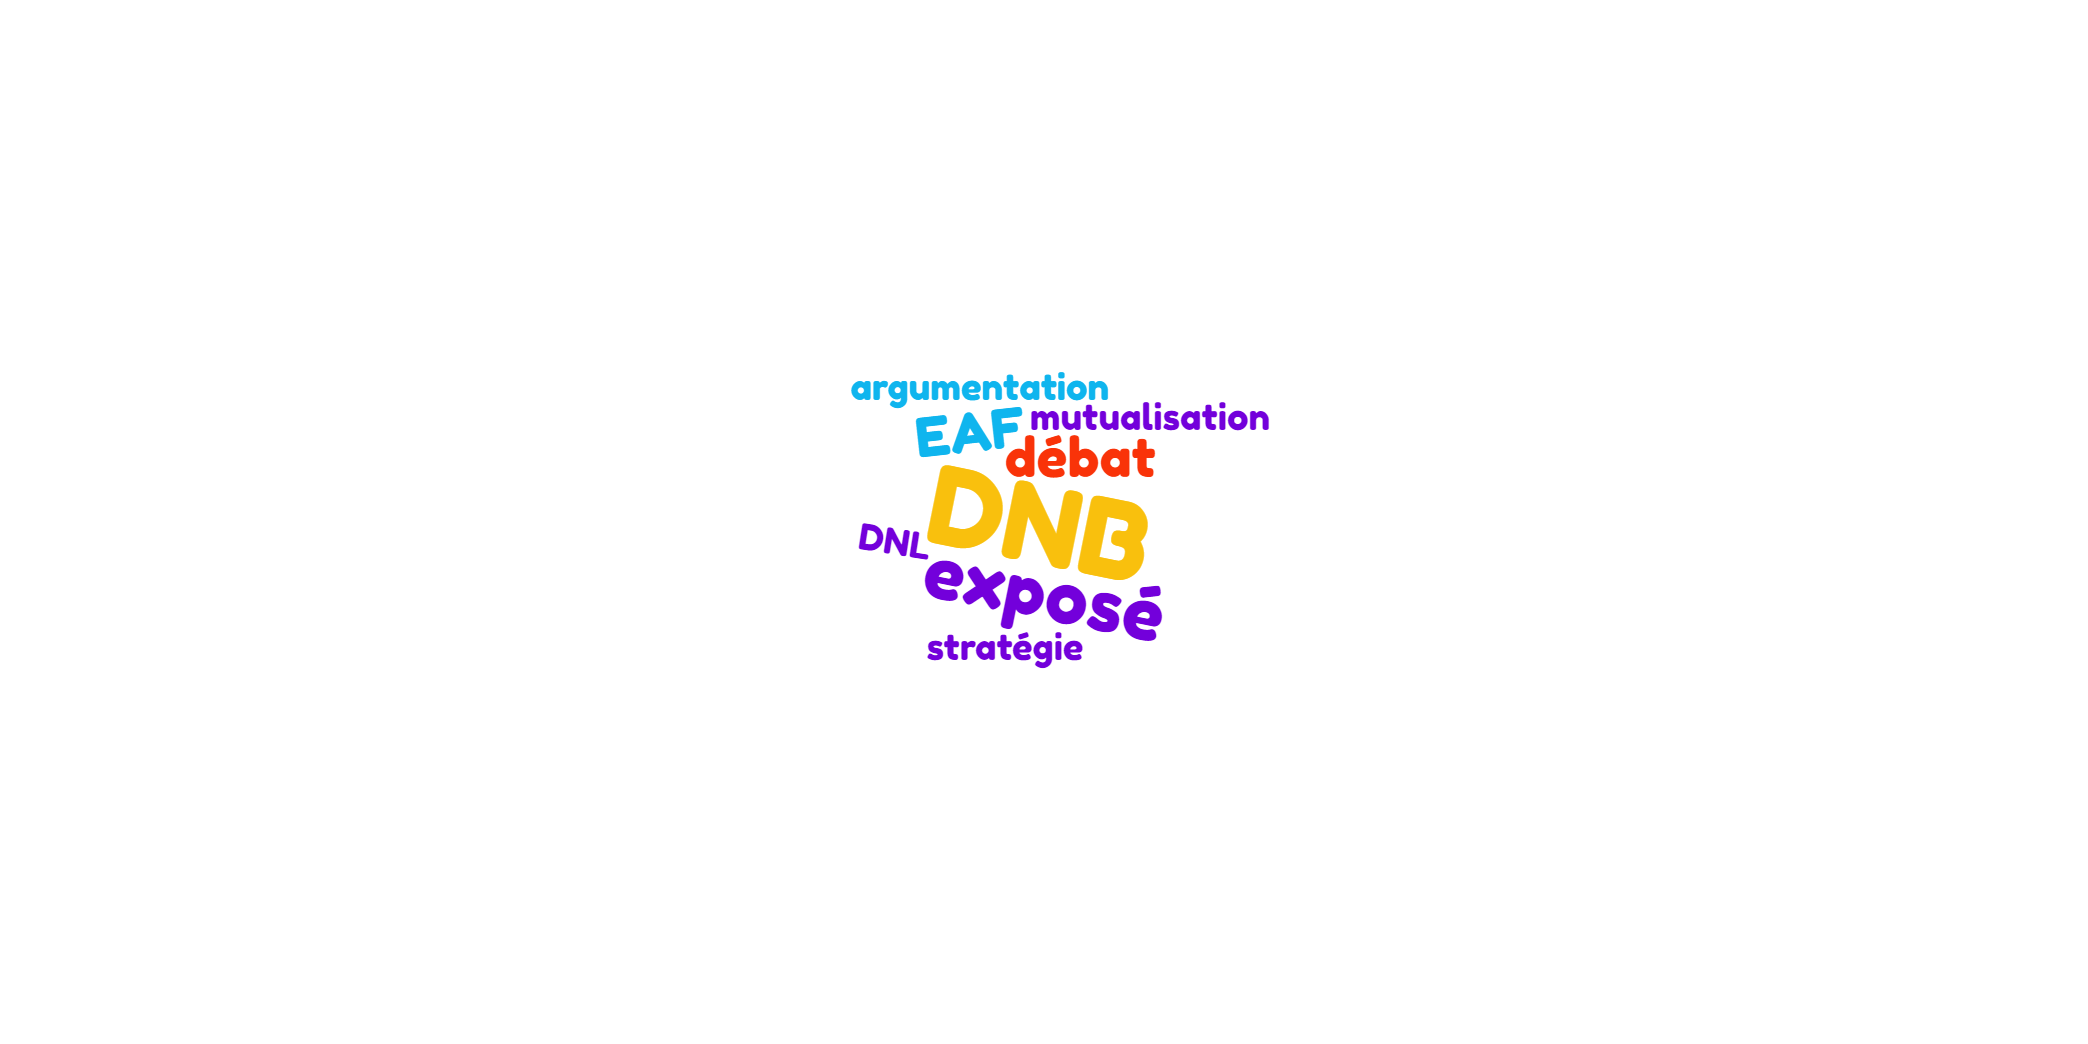 argumentation
mutualisation
EAF
débat
DNB
DNL
exposé
stratégie